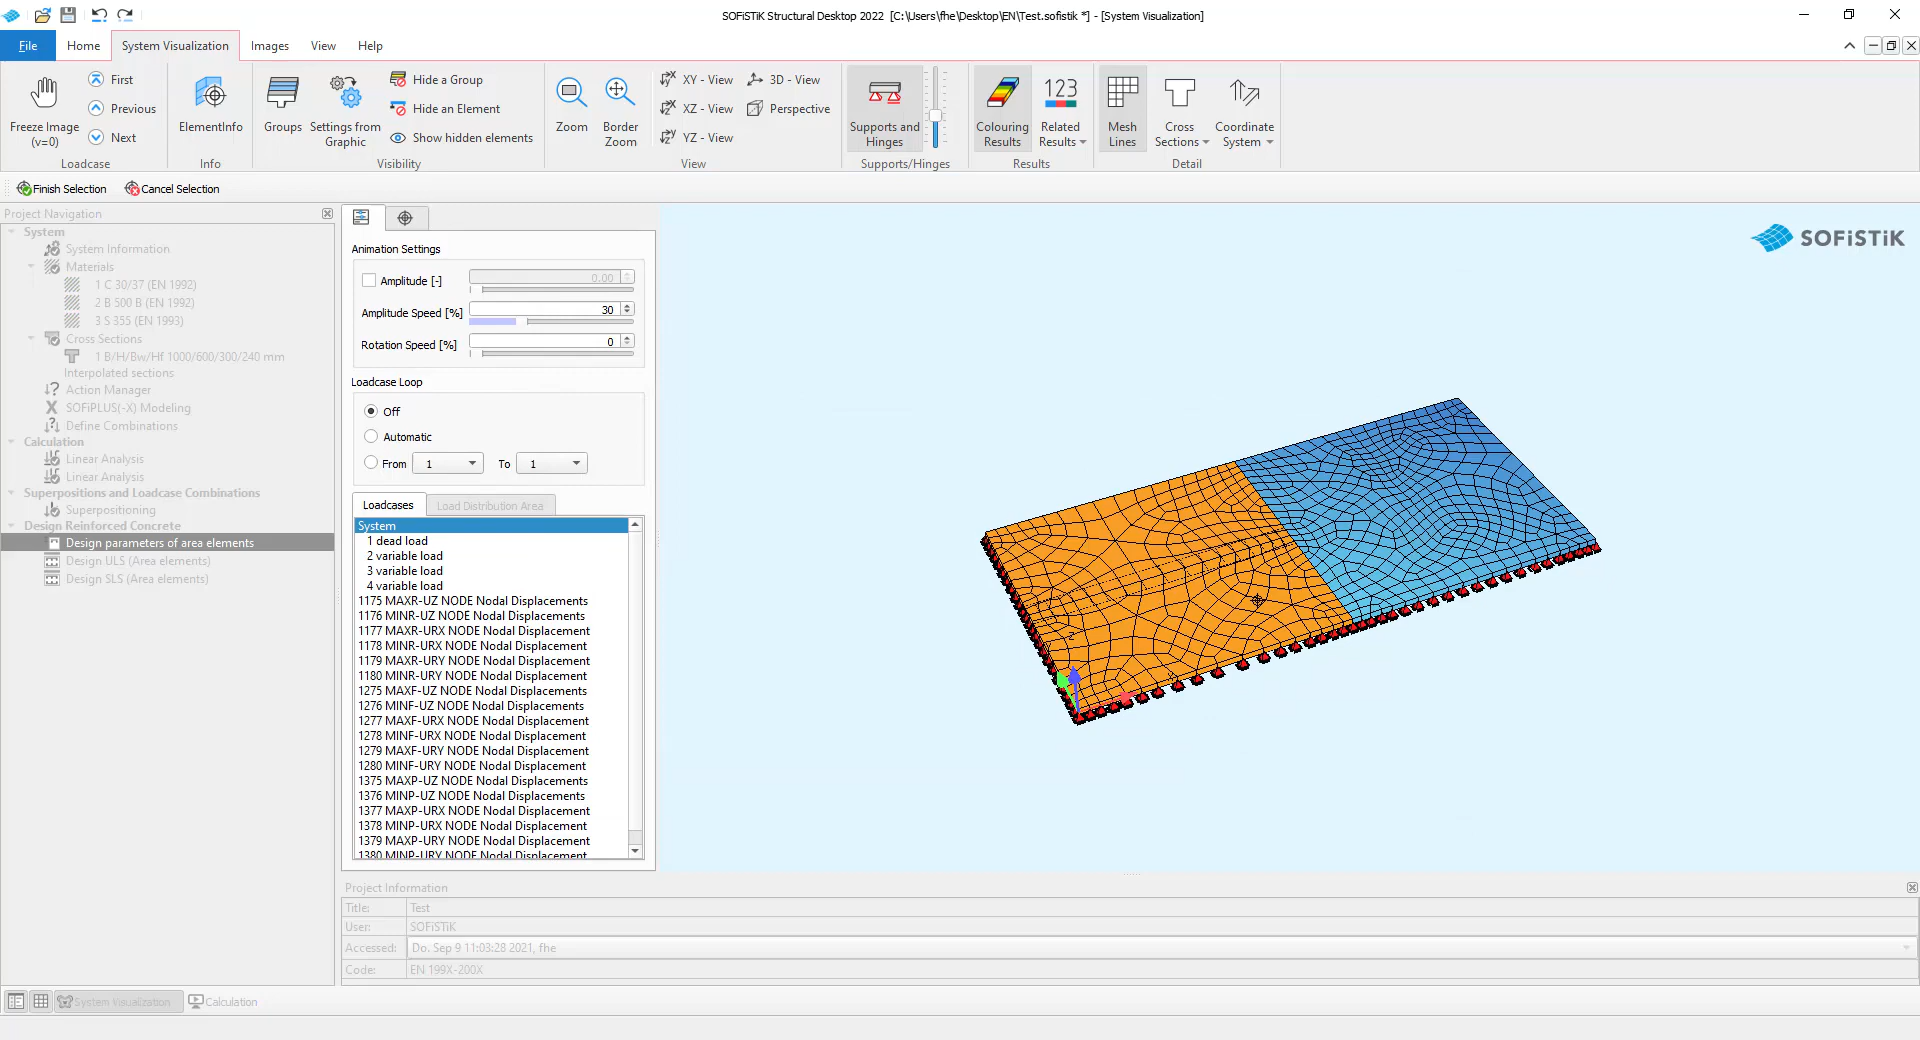 SOFiSTiK Structural Desktop 2022 [C:\Users\fhe\Desktop\EN\Test.sofistik *] - [System Visualization]
File Home System Visualization Images View Help
Freeze Image
(v=0)
First
Previous
Next
Loadcase
ElementInfo
Info
Groups
Settings from
Graphic
Hide a Group
Hide an Element
Show hidden elements
Visibility
Zoom
Border
Zoom
XY - View
XZ - View
YZ - View
3D - View
Perspective
View
Supports and
Hinges
Supports/Hinges
Colouring
Results
123
Related
Results
Results
Mesh
Lines
Cross
Sections
Coordinate
System
Detail
Finish Selection Cancel Selection
Project Navigation
System
System Information
Materials
1 C 30/37 (EN 1992)
2 B 500 B (EN 1992)
3 S 355 (EN 1993)
Cross Sections
1 B/H/Bw/Hf 1000/600/300/240 mm
Interpolated sections
Action Manager
SOFiPLUS(-X) Modeling
Define Combinations
Calculation
Linear Analysis
Linear Analysis
Superpositions and Loadcase Combinations
Superpositioning
Design Reinforced Concrete
Design parameters of area elements
Design ULS (Area elements)
Design SLS (Area elements)
Animation Settings
Amplitude [-] 0.00
Amplitude Speed [%] 30
Rotation Speed [%] 0
Loadcase Loop
Off
Automatic
From 1 To 1
Loadcases Load Distribution Area
System
1 dead load
2 variable load
3 variable load
4 variable load
1175 MAXR-UZ NODE Nodal Displacements
1176 MINR-UZ NODE Nodal Displacements
1177 MAXR-URX NODE Nodal Displacement
1178 MINR-URX NODE Nodal Displacement
1179 MAXR-URY NODE Nodal Displacement
1180 MINR-URY NODE Nodal Displacement
1275 MAXF-UZ NODE Nodal Displacements
1276 MINF-UZ NODE Nodal Displacements
1277 MAXF-URX NODE Nodal Displacement
1278 MINF-URX NODE Nodal Displacement
1279 MAXF-URY NODE Nodal Displacement
1280 MINF-URY NODE Nodal Displacement
1375 MAXP-UZ NODE Nodal Displacements
1376 MINP-UZ NODE Nodal Displacements
1377 MAXP-URX NODE Nodal Displacement
1378 MINP-URX NODE Nodal Displacement
1379 MAXP-URY NODE Nodal Displacement
1380 MINP-URY NODE Nodal Displacement
SOFiSTiK
Z
X
Project Information
Title: Test
User: SOFiSTiK
Accessed: Do. Sep 9 11:03:28 2021, fhe
Code: EN 199X-200X
System Visualization Calculation